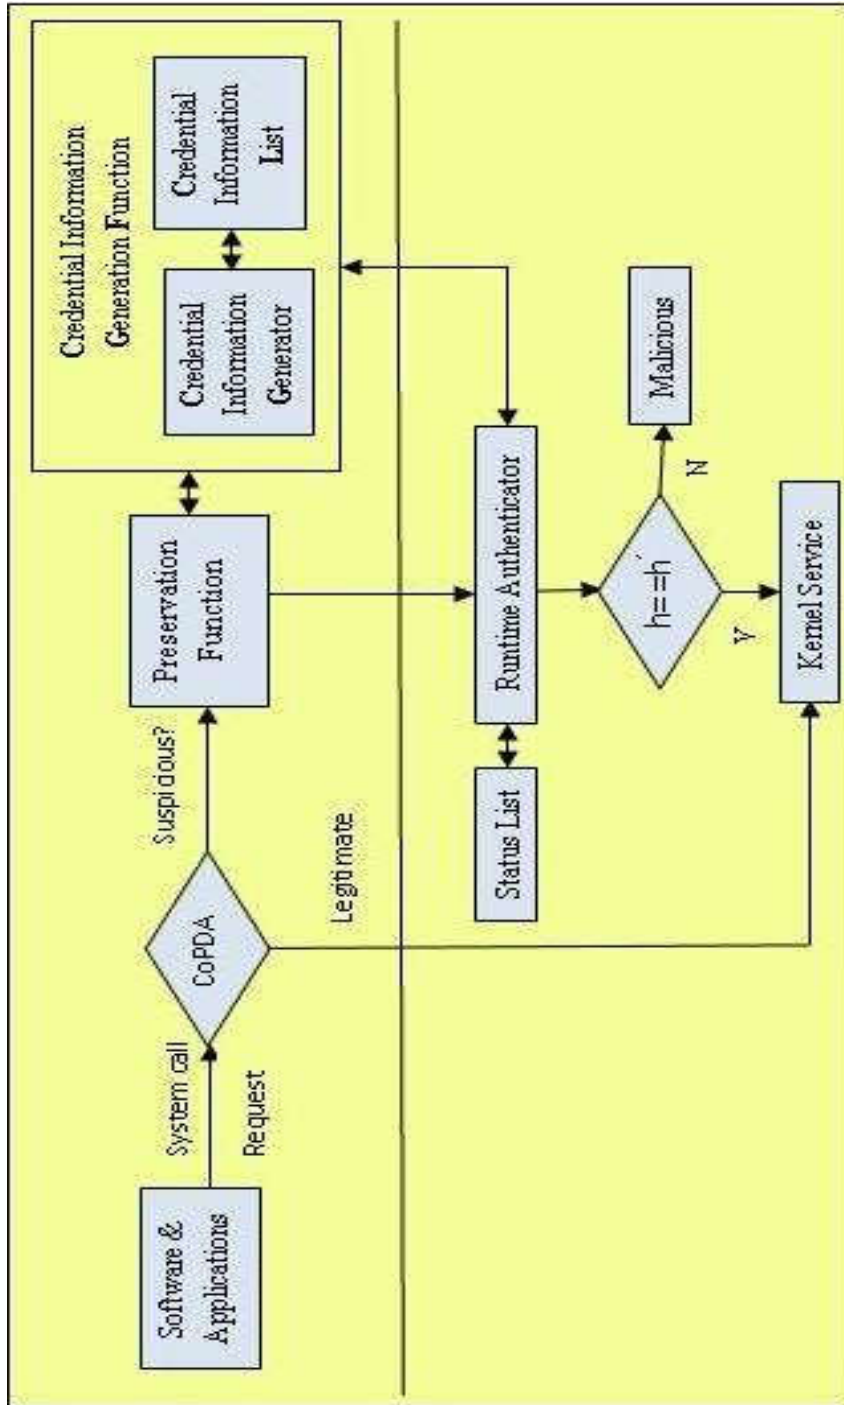 Software &
Applications
System call
Request
CoPDA
Suspicious?
Legitimate
Preservation
Function
Credential Information
Generation Function
Credential
Information
Generator
Credential
Information
List
Status List
Runtime Authenticator
h==h'
N
Malicious
Y
Kernel Service